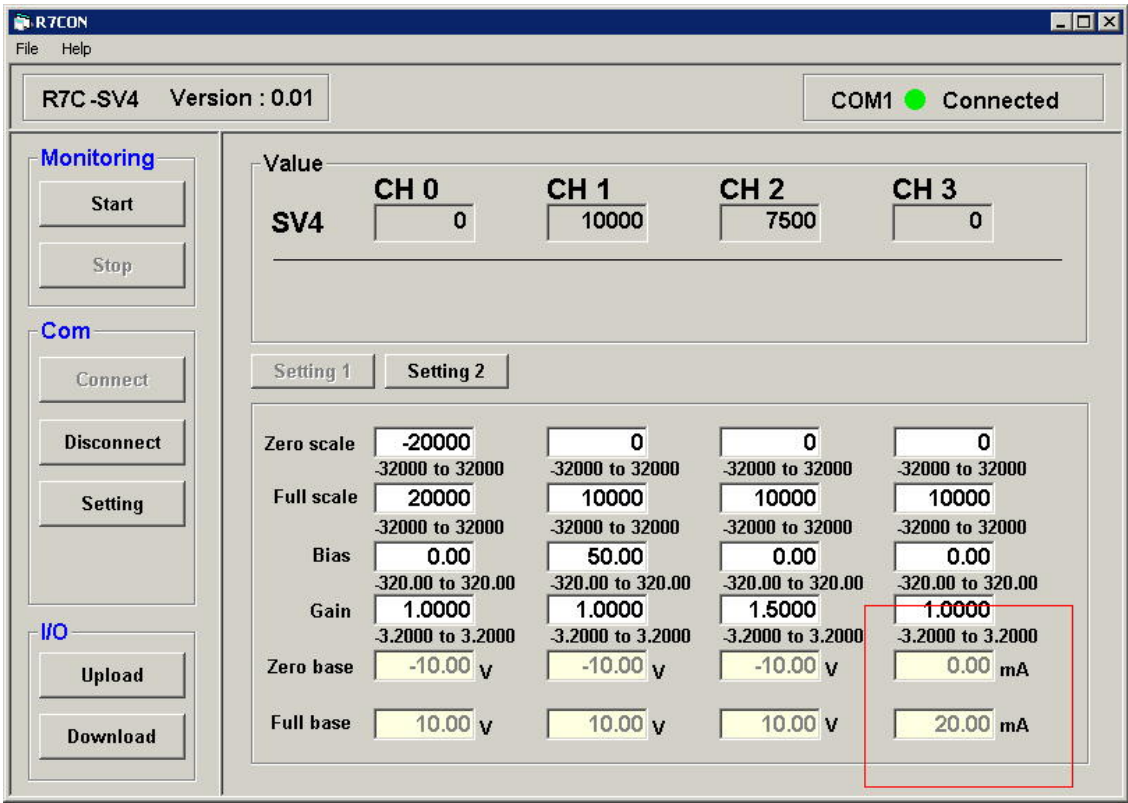 R7CON
File Help
R7C -SV4 Version : 0.01
COM1 Connected
Monitoring
Start
Stop
Com
Connect
Disconnect
Setting
I/O
Upload
Download
Value
CH 0 CH 1 CH 2 CH 3
SV4 0 10000 7500 0
Setting 1 Setting 2
Zero scale -20000 0 0 0
-32000 to 32000 -32000 to 32000 -32000 to 32000 -32000 to 32000
Full scale 20000 10000 10000 10000
-32000 to 32000 -32000 to 32000 -32000 to 32000 -32000 to 32000
Bias 0.00 50.00 0.00 0.00
-320.00 to 320.00 -320.00 to 320.00 -320.00 to 320.00 -320.00 to 320.00
Gain 1.0000 1.0000 1.5000 1.0000
-3.2000 to 3.2000 -3.2000 to 3.2000 -3.2000 to 3.2000 -3.2000 to 3.2000
Zero base -10.00 V -10.00 V -10.00 V 0.00 mA
Full base 10.00 V 10.00 V 10.00 V 20.00 mA